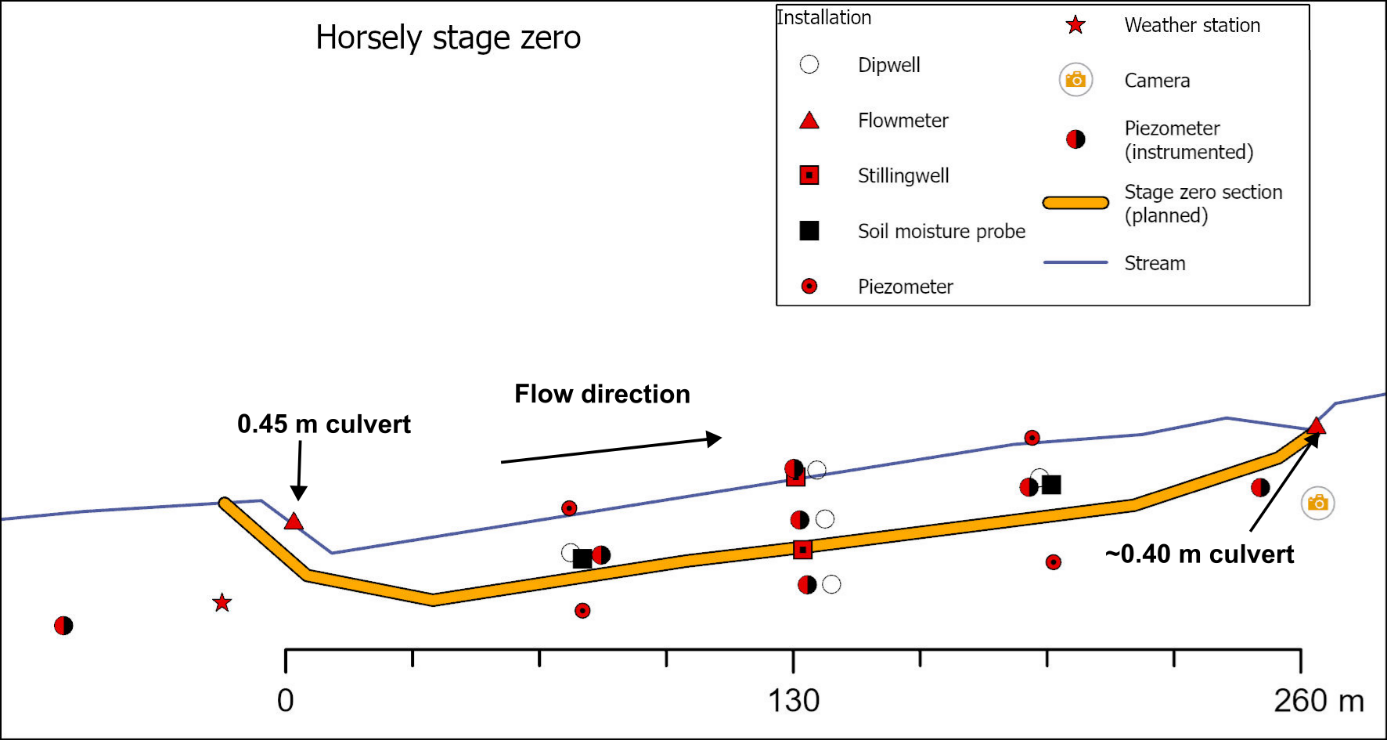 Horsely stage zero
Installation
Dipwell
Flowmeter
Stillingwell
Soil moisture probe
Piezometer
Weather station
Camera
Piezometer
(instrumented)
Stage zero section
(planned)
Stream
Flow direction
0.45 m culvert
~0.40 m culvert
0
130
260 m